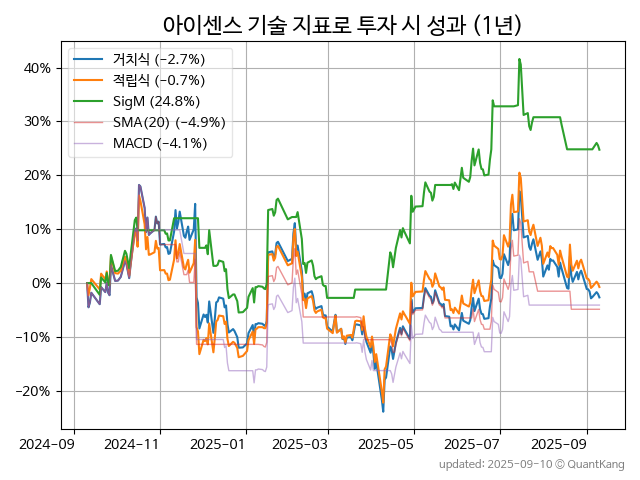 아이센스 기술 지표로 투자 시 성과 (1년)
거치식 (-2.7%)
적립식 (-0.7%)
SigM (24.8%)
SMA(20) (-4.9%)
MACD (-4.1%)
40%
30%
20%
10%
0%
-10%
-20%
2024-09
2024-11
2025-01
2025-03
2025-05
2025-07
2025-09
updated: 2025-09-10 © QuantKang